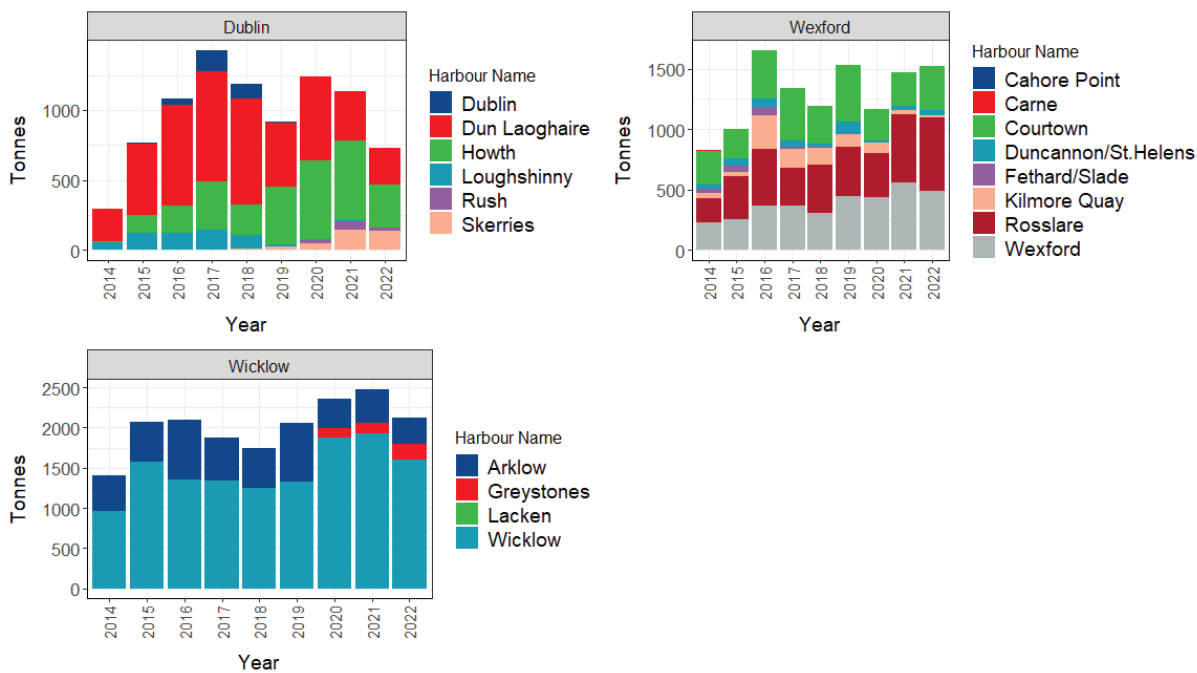 Dublin
Tonnes
1000
500
0
2014
2015
2016
2017
2018
2019
2020
2021
2022
Year
Harbour Name
Dublin
Dun Laoghaire
Howth
Loughshinny
Rush
Skerries
Wexford
Tonnes
1500
1000
500
0
2014
2015
2016
2017
2018
2019
2020
2021
2022
Year
Harbour Name
Cahore Point
Carne
Courtown
Duncannon/St.Helens
Fethard/Slade
Kilmore Quay
Rosslare
Wexford
Wicklow
Tonnes
2500
2000
1500
1000
500
0
2014
2015
2016
2017
2018
2019
2020
2021
2022
Year
Harbour Name
Arklow
Greystones
Lacken
Wicklow